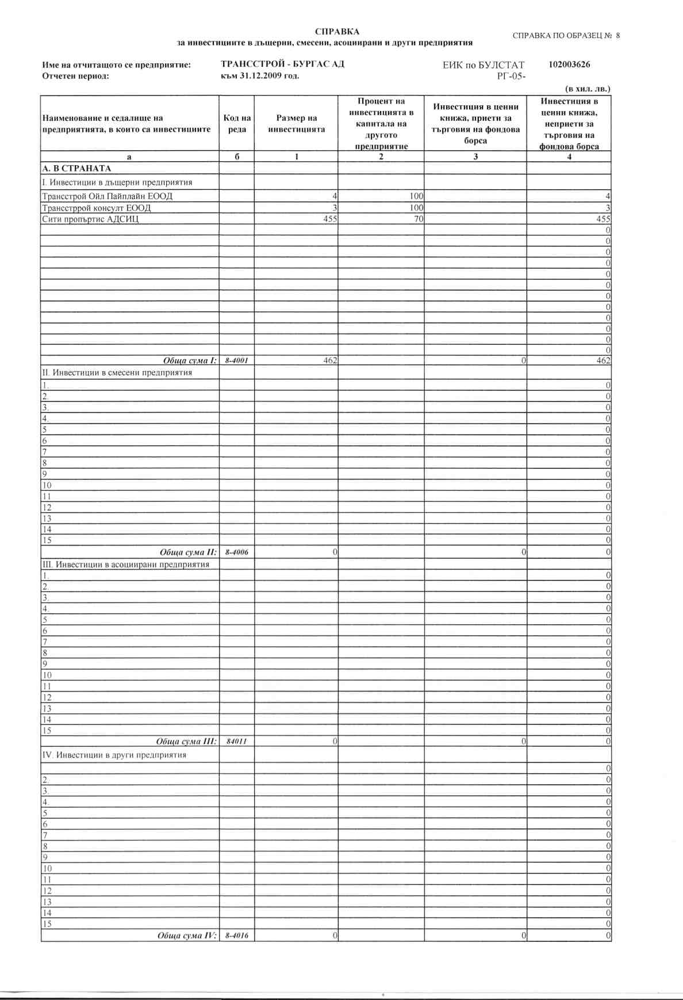 СПРАВКА
СПРАВКА ПО ОБРАЗЕЦ № 8
за инвестициите в дъщерни, смесени, асоциирани и други предприятия
Име на отчитащото се предприятие: ТРАНССТРОЙ - БУРГАС АД ЕИК по БУЛСТАТ 102003626
Отчетен период: към 31.12.2009 год. РГ-05-
(в хил. лв.)
Наименование и седалище на предприятията, в които са инвестициите Код на реда Размер на инвестицията Процент на инвестицията в капитала на другото предприятие Инвестиция в ценни книжа, приети за търговия на фондова борса Инвестиция в ценни книжа, неприети за търговия на фондова борса
а б 1 2 3 4
А. В СТРАНАТА
I. Инвестиции в дъщерни предприятия
Трансстрой Ойл Пайплайн ЕООД 4 100 4
Трансстррой консулт ЕООД 3 100 3
Сити пропъртис АДСИЦ 455 70 455
0
0
0
0
0
0
0
0
0
0
0
0
Обща сума I: 8-4001 462 0 462
II. Инвестиции в смесени предприятия
1. 0
2. 0
3. 0
4. 0
5 0
6 0
7 0
8 0
9 0
10 0
11 0
12 0
13 0
14 0
15 0
Обща сума II: 8-4006 0 0 0
III. Инвестиции в асоциирани предприятия
1. 0
2. 0
3. 0
4. 0
5 0
6 0
7 0
8 0
9 0
10 0
11 0
12 0
13 0
14 0
15 0
Обща сума III: 84011 0 0 0
IV. Инвестиции в други предприятия
0
2. 0
3. 0
4. 0
5 0
6 0
7 0
8 0
9 0
10 0
11 0
12 0
13 0
14 0
15 0
Обща сума IV: 8-4016 0 0 0